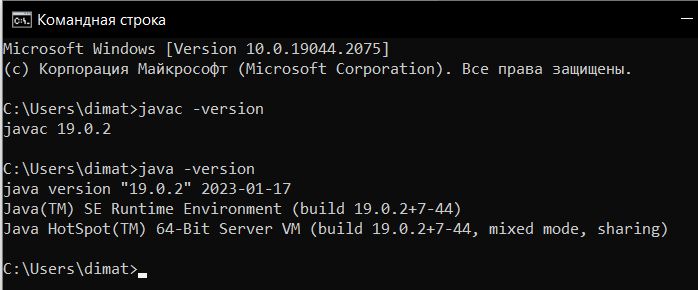 Командная строка
Microsoft Windows [Version 10.0.19044.2075]
(c) Корпорация Майкрософт (Microsoft Corporation). Все права защищены.
C:\Users\dimat>javac -version
javac 19.0.2
C:\Users\dimat>java -version
java version "19.0.2" 2023-01-17
Java(TM) SE Runtime Environment (build 19.0.2+7-44)
Java HotSpot(TM) 64-Bit Server VM (build 19.0.2+7-44, mixed mode, sharing)
C:\Users\dimat>